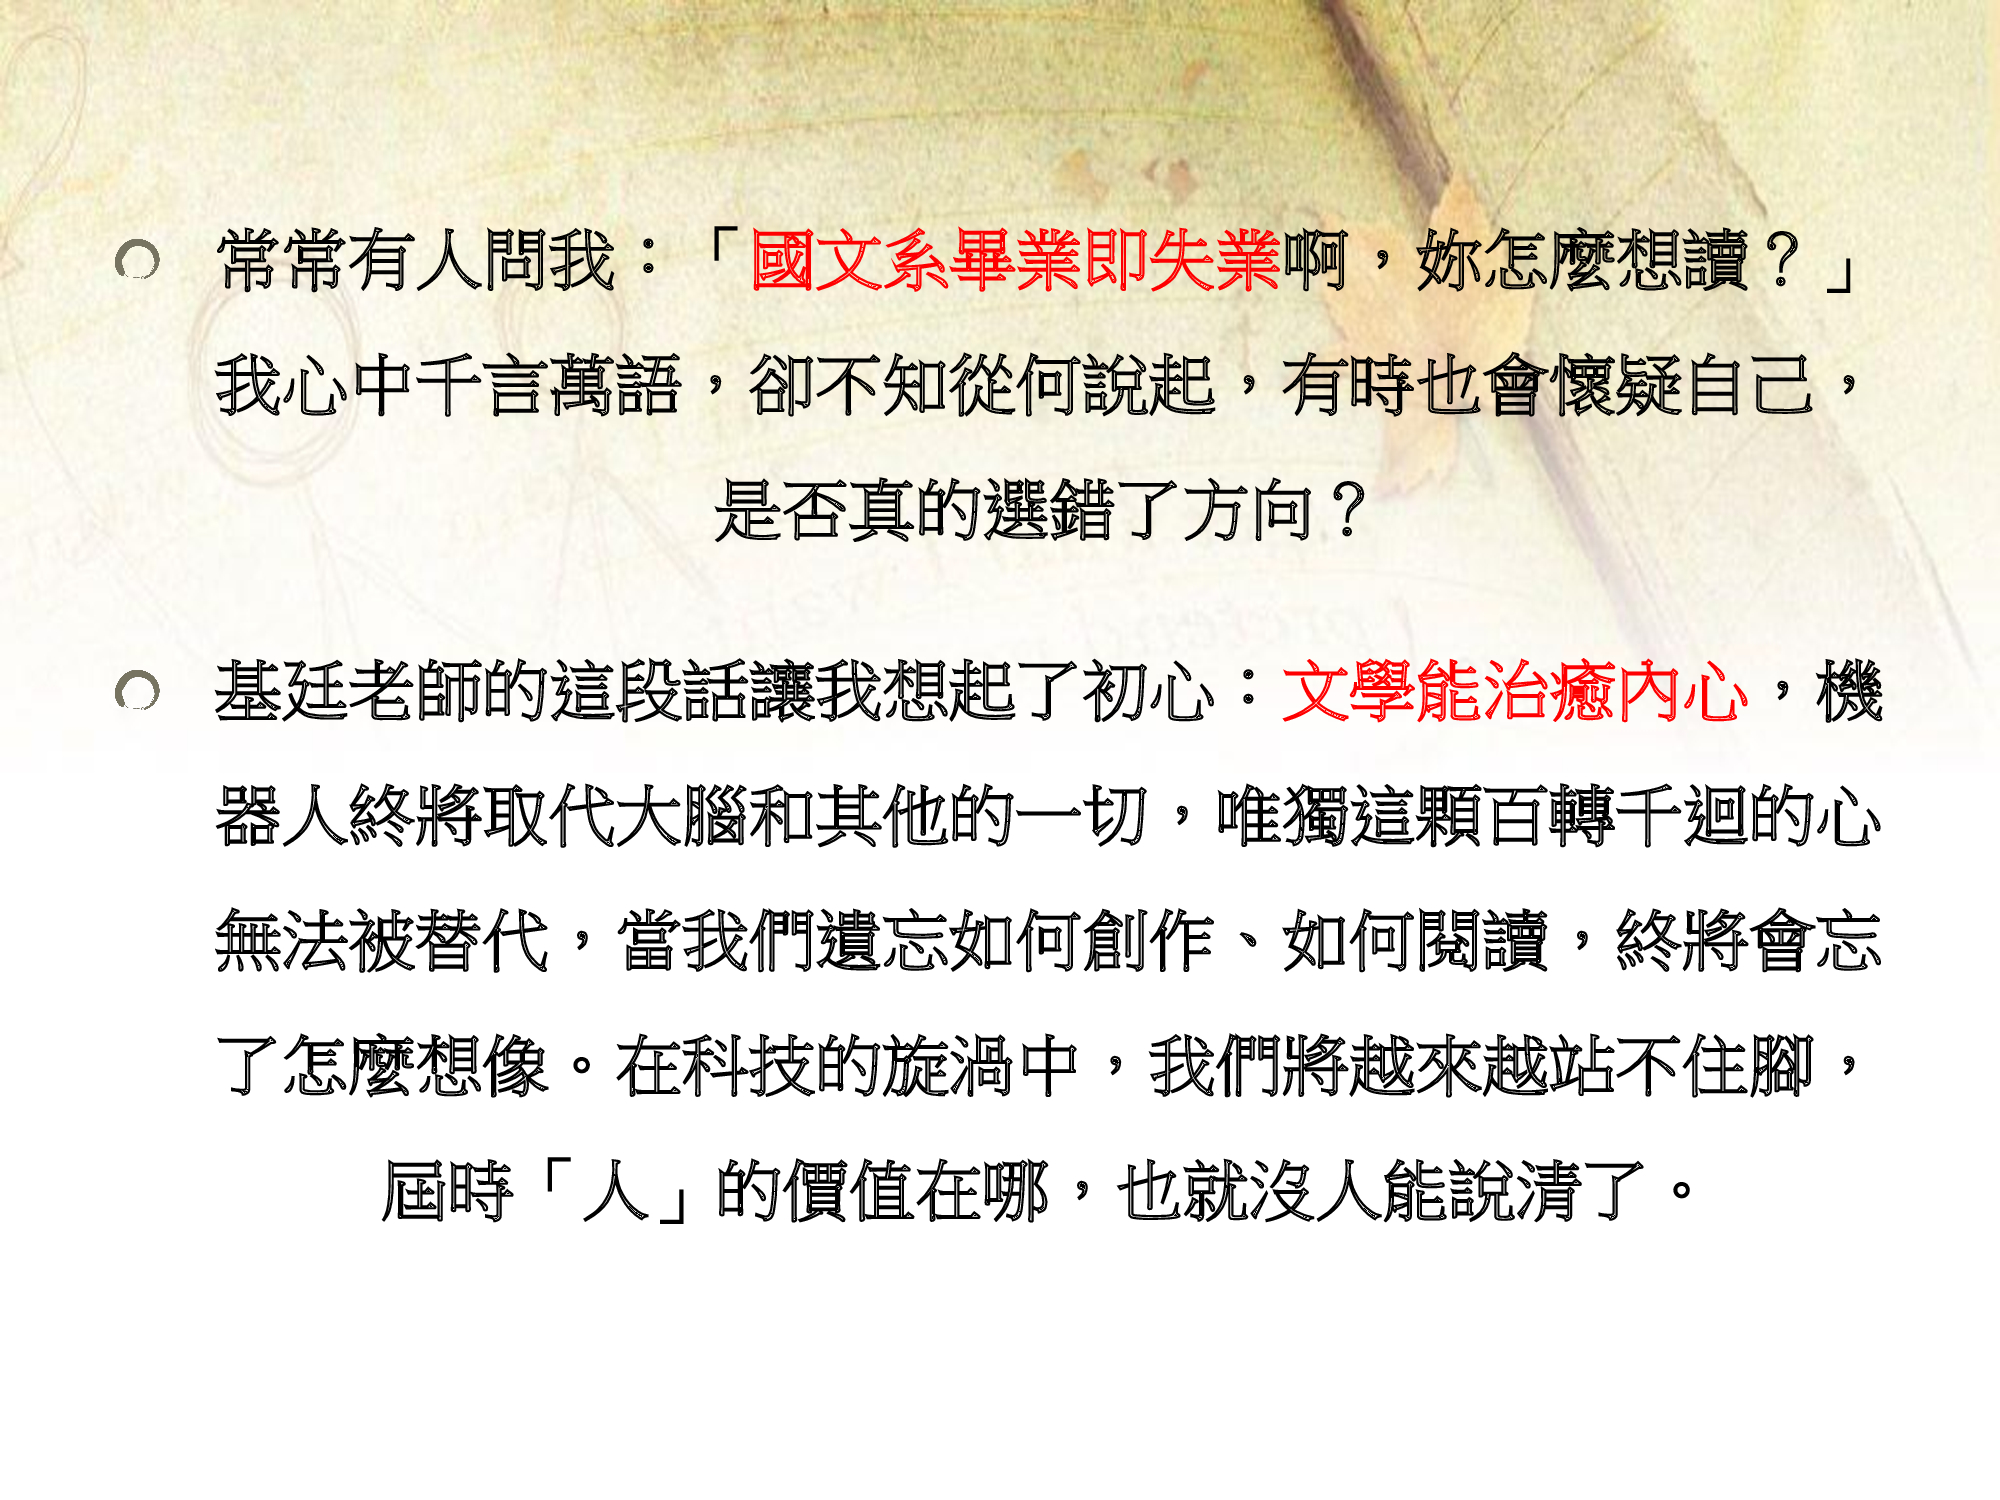 常常有人問我：「國文系畢業即失業啊，妳怎麼想讀？」
我心中千言萬語，卻不知從何說起，有時也會懷疑自己，
是否真的選錯了方向？
基廷老師的這段話讓我想起了初心：文學能治癒內心，機
器人終將取代大腦和其他的一切，唯獨這顆百轉千迴的心
無法被替代，當我們遺忘如何創作、如何閱讀，終將會忘
了怎麼想像。在科技的旋渦中，我們將越來越站不住腳，
屆時「人」的價值在哪，也就沒人能說清了。